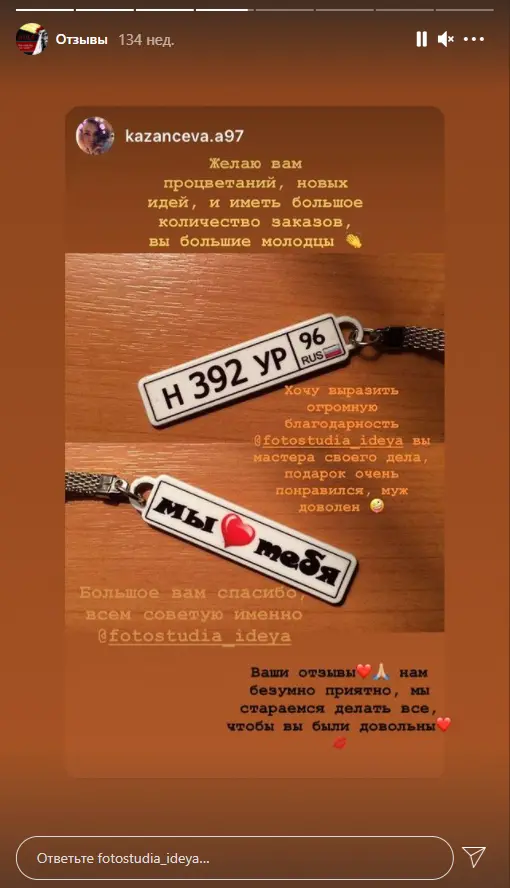 Отзывы 134 нед.
kazanceva.a97
Желаю вам
процветаний, новых
идей, и иметь большое
количество заказов,
вы большие молодцы 👏
Н 392 УР 96
RUS
Хочу выразить
огромную
благодарность
@fotostudia_ideya вы
мастера своего дела,
подарок очень
понравился, муж
доволен 🤪
мы ❤ тебя
Большое вам спасибо,
всем советую именно
@fotostudia_ideya
Ваши отзывы❤️🙏🏻 нам
безумно приятно, мы
стараемся делать все,
чтобы вы были довольны❤️
💋
Ответьте fotostudia_ideya...